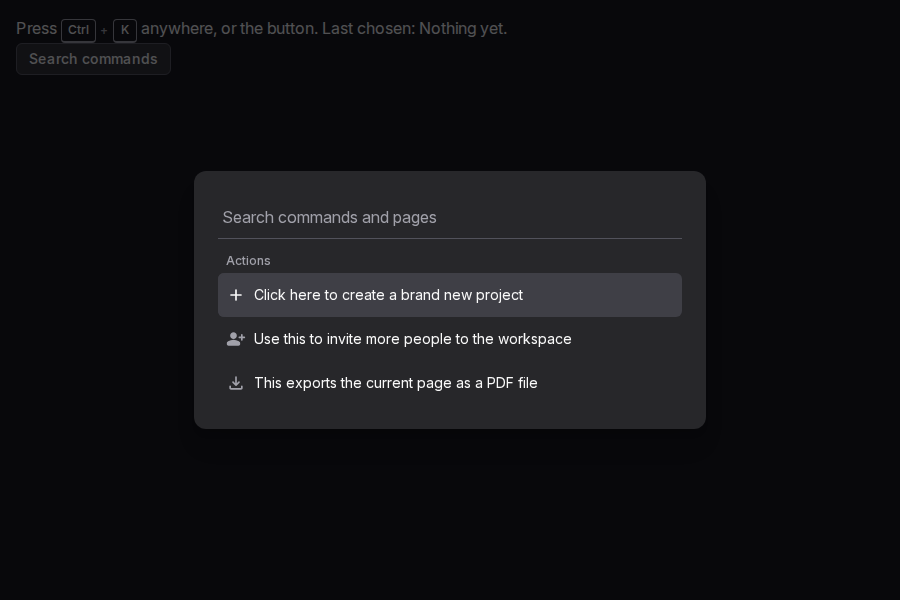 Press Ctrl + K anywhere, or the button. Last chosen: Nothing yet.
Search commands
Search commands and pages
Actions
Click here to create a brand new project
Use this to invite more people to the workspace
This exports the current page as a PDF file